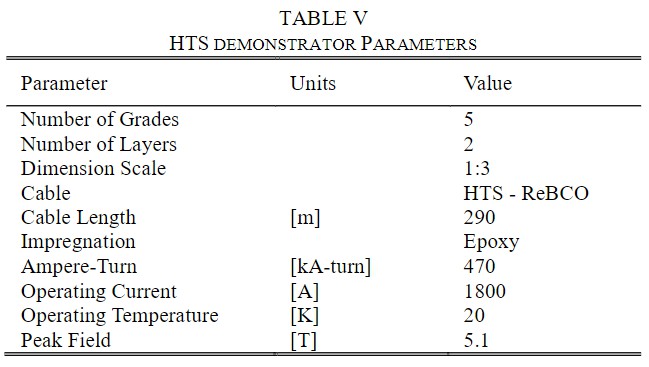 TABLE V
HTS DEMONSTRATOR PARAMETERS
Parameter Units Value
Number of Grades 5
Number of Layers 2
Dimension Scale 1:3
Cable HTS - ReBCO
Cable Length [m] 290
Impregnation Epoxy
Ampere-Turn [kA-turn] 470
Operating Current [A] 1800
Operating Temperature [K] 20
Peak Field [T] 5.1